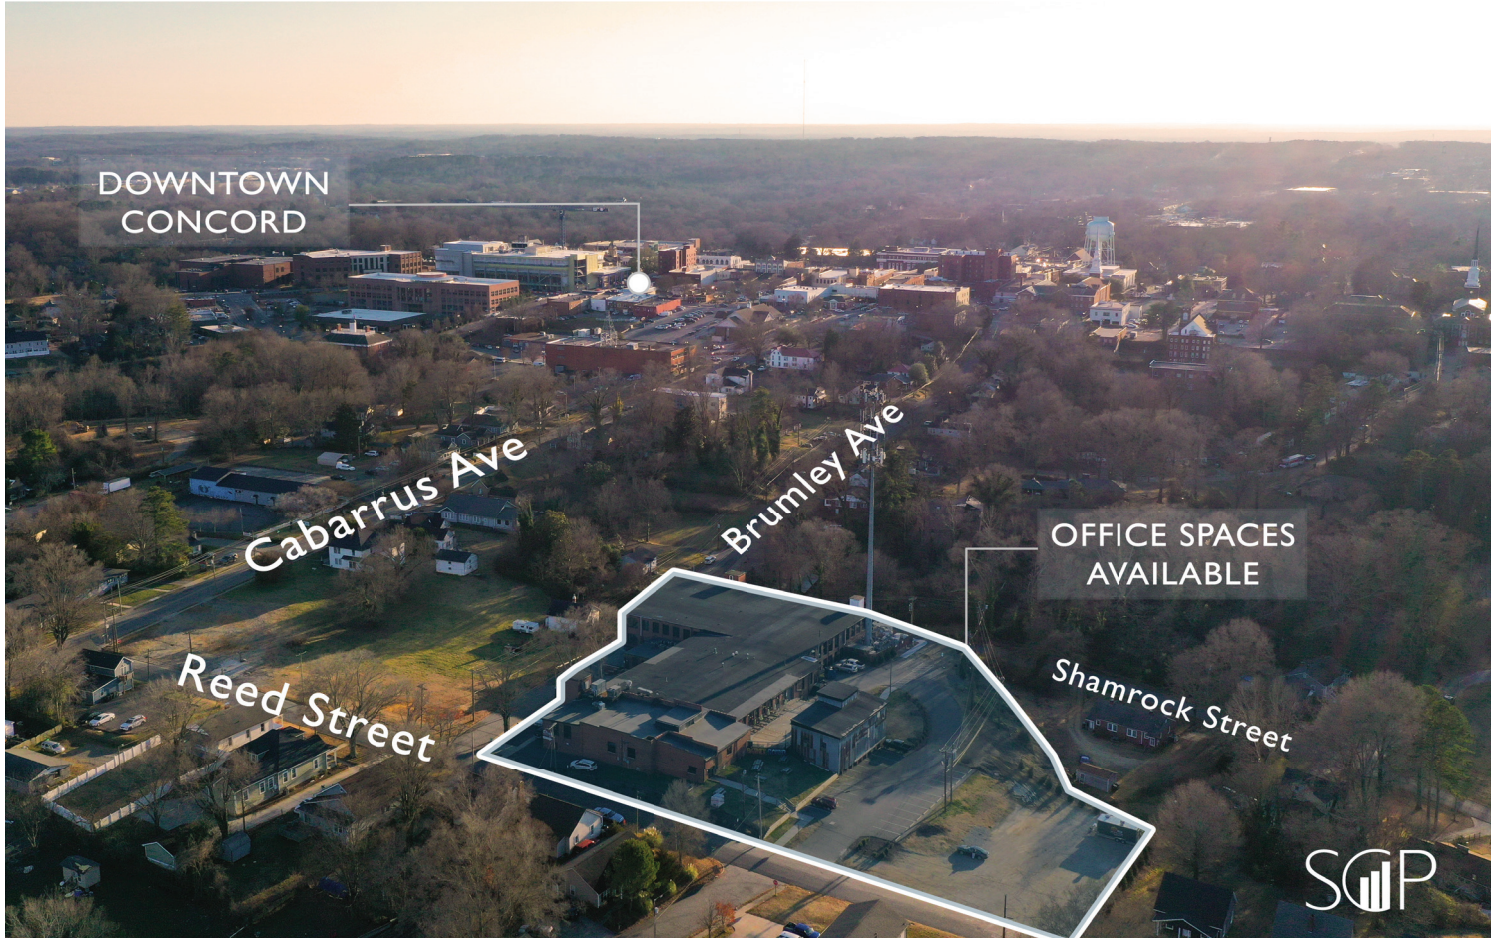 DOWNTOWN
CONCORD
Cabarrus Ave
Brumley Ave
OFFICE SPACES
AVAILABLE
Reed Street
Shamrock Street
SGP